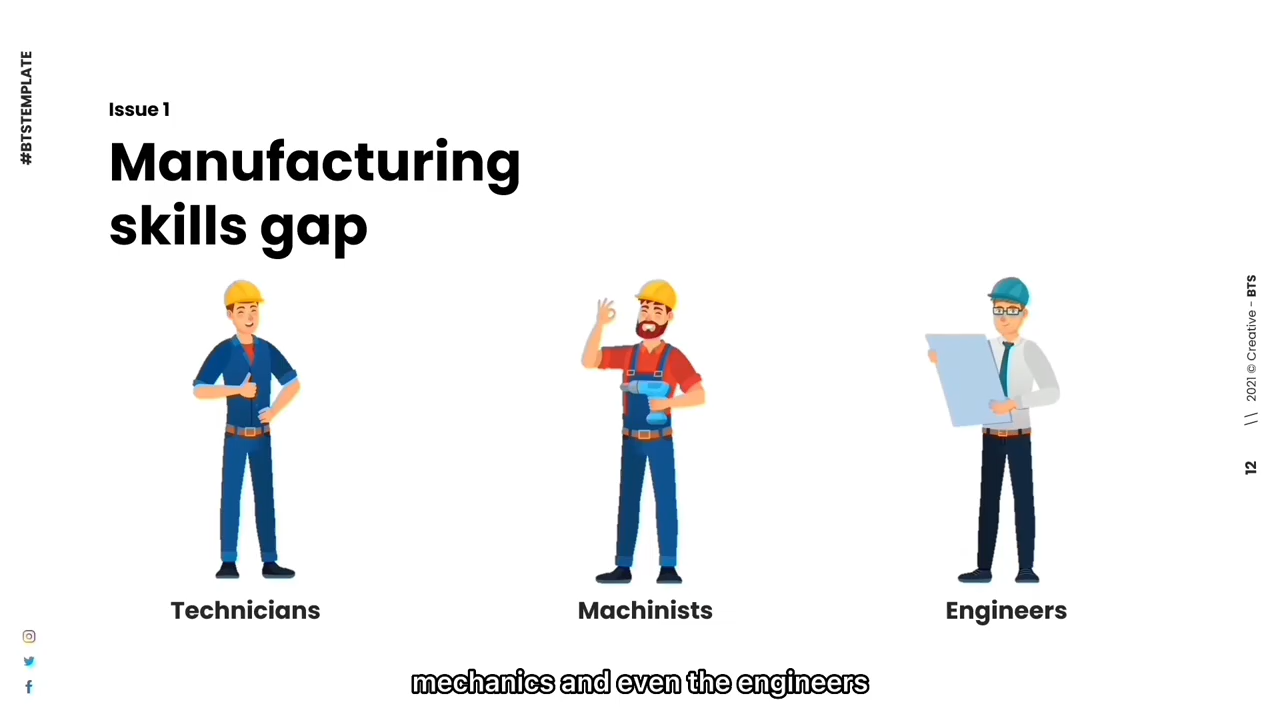 #BTSTEMPLATE
Issue 1
Manufacturing
skills gap
Technicians
Machinists
Engineers
2021 © Creative - BTS
\\
12
mechanics and even the engineers